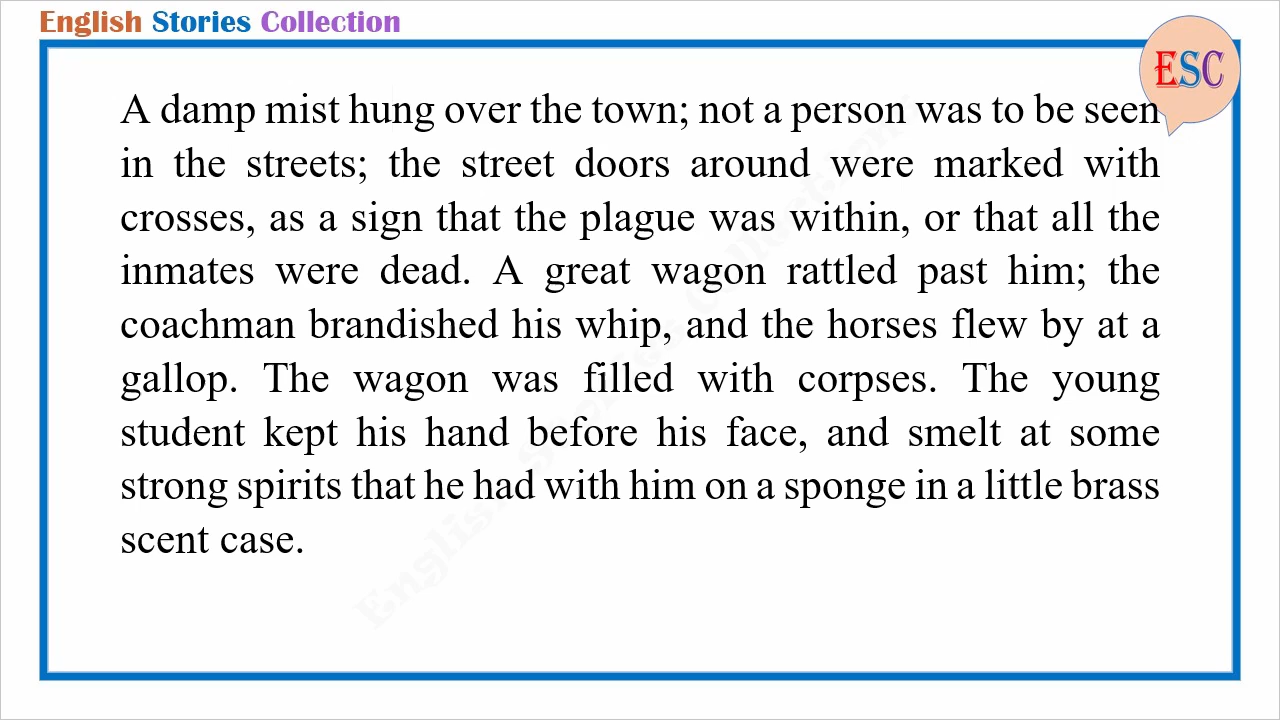 English Stories Collection
ESC
A damp mist hung over the town; not a person was to be seen
in the streets; the street doors around were marked with
crosses, as a sign that the plague was within, or that all the
inmates were dead. A great wagon rattled past him; the
coachman brandished his whip, and the horses flew by at a
gallop. The wagon was filled with corpses. The young
student kept his hand before his face, and smelt at some
strong spirits that he had with him on a sponge in a little brass
scent case.
English Stories Collection